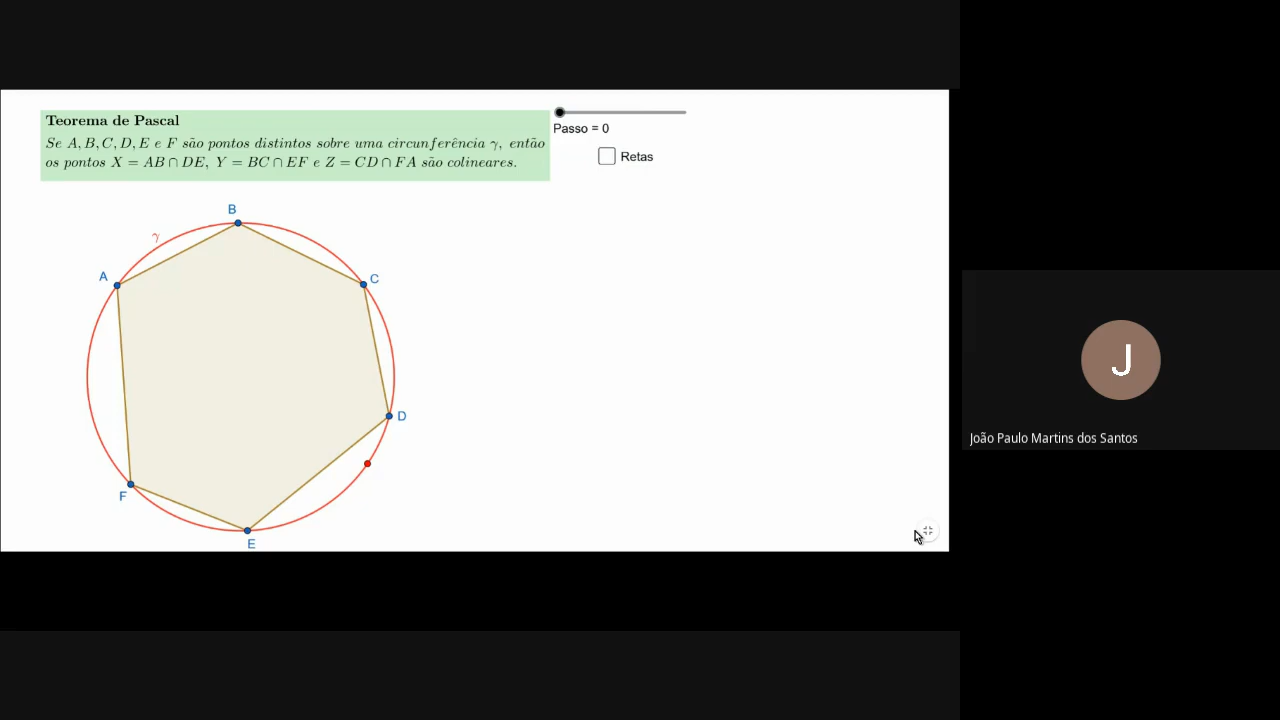 Teorema de Pascal
Se A, B, C, D, E e F são pontos distintos sobre uma circunferência γ, então
os pontos X = AB ∩ DE, Y = BC ∩ EF e Z = CD ∩ FA são colineares.
Passo = 0
Retas
B
γ
A
C
D
F
E
J
João Paulo Martins dos Santos